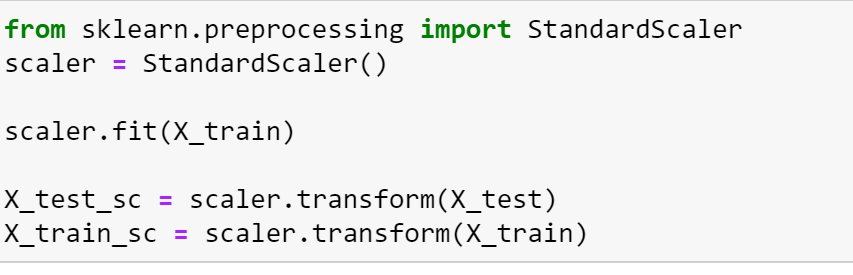 from sklearn.preprocessing import StandardScaler
scaler = StandardScaler()
scaler.fit(X_train)
X_test_sc = scaler.transform(X_test)
X_train_sc = scaler.transform(X_train)